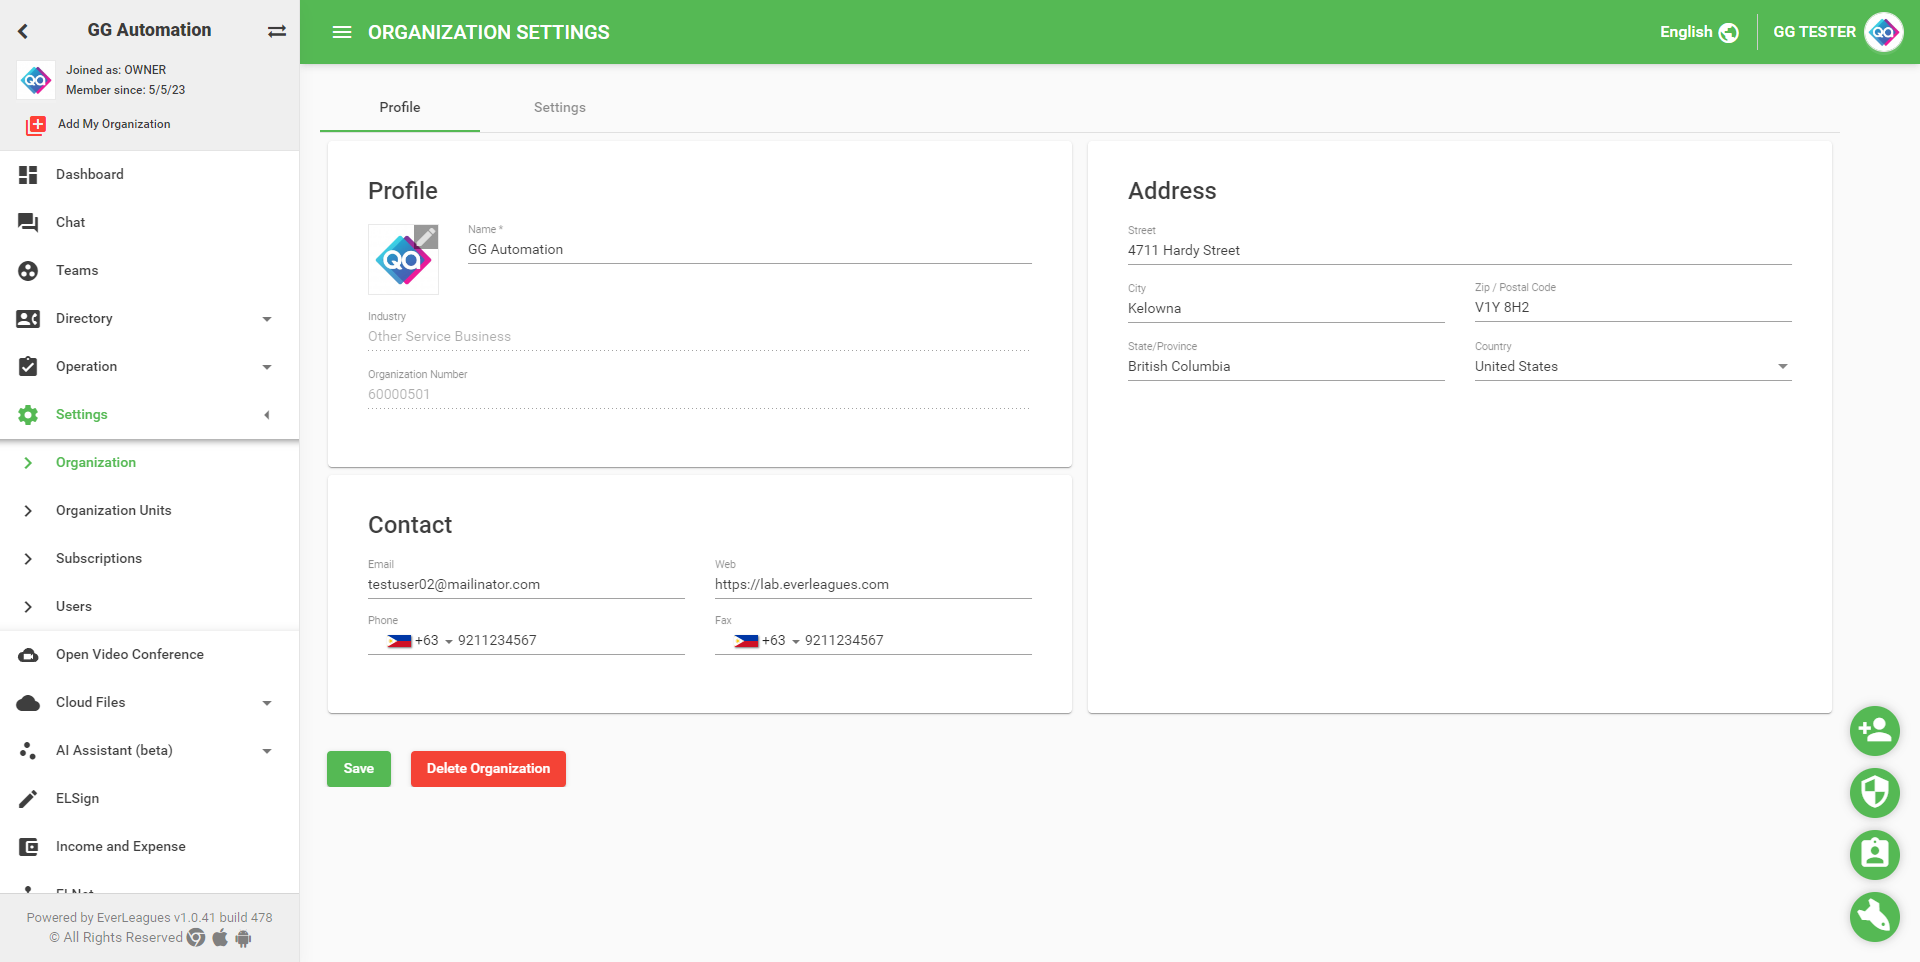 GG Automation
Joined as: OWNER
Member since: 5/5/23
Add My Organization
Dashboard
Chat
Teams
Directory
Operation
Settings
Organization
Organization Units
Subscriptions
Users
Open Video Conference
Cloud Files
AI Assistant (beta)
ELSign
Income and Expense
Powered by EverLeagues v1.0.41 build 478
© All Rights Reserved
ORGANIZATION SETTINGS
English
GG TESTER
QA
Profile
Settings
Profile
QA
Name *
GG Automation
Industry
Other Service Business
Organization Number
60000501
Contact
Email
testuser02@mailinator.com
Web
https://lab.everleagues.com
Phone
+63 9211234567
Fax
+63 9211234567
Address
Street
4711 Hardy Street
City
Kelowna
Zip / Postal Code
V1Y 8H2
State/Province
British Columbia
Country
United States
Save
Delete Organization